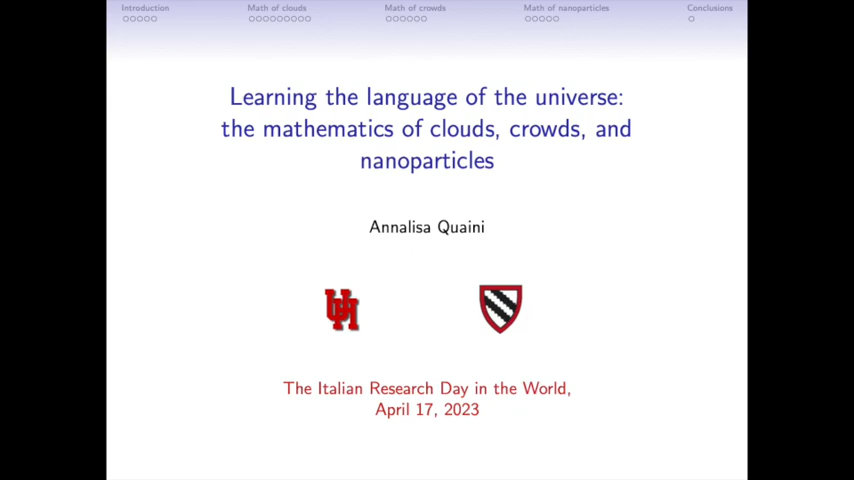 Introduction Math of clouds Math of crowds Math of nanoparticles Conclusions
Learning the language of the universe:
the mathematics of clouds, crowds, and
nanoparticles
Annalisa Quaini
UH
The Italian Research Day in the World,
April 17, 2023